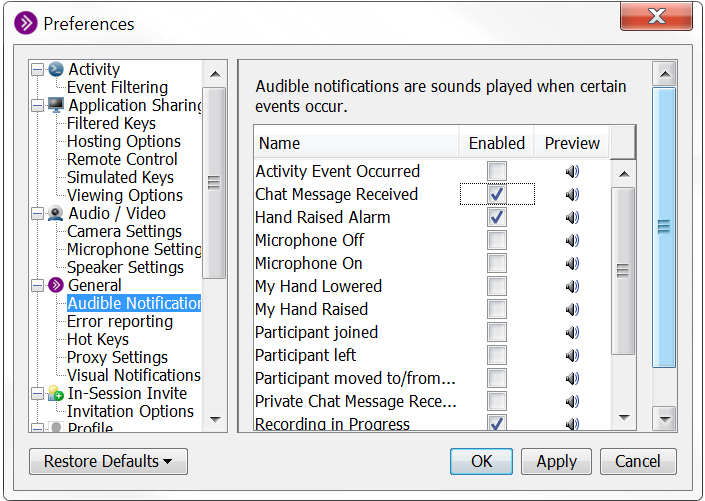 Preferences
Activity
Event Filtering
Application Sharing
Filtered Keys
Hosting Options
Remote Control
Simulated Keys
Viewing Options
Audio / Video
Camera Settings
Microphone Setting
Speaker Settings
General
Audible Notification
Error reporting
Hot Keys
Proxy Settings
Visual Notifications
In-Session Invite
Invitation Options
Profile
Audible notifications are sounds played when certain
events occur.
Name Enabled Preview
Activity Event Occurred
Chat Message Received
Hand Raised Alarm
Microphone Off
Microphone On
My Hand Lowered
My Hand Raised
Participant joined
Participant left
Participant moved to/from...
Private Chat Message Rece...
Recording in Progress
Restore Defaults OK Apply Cancel